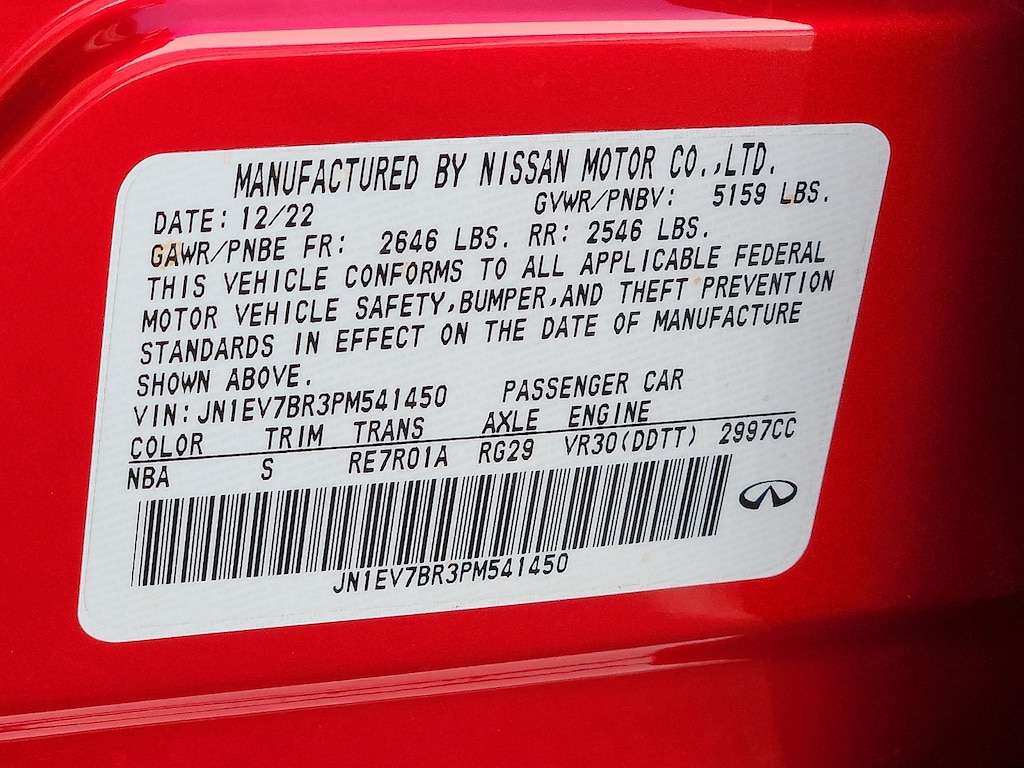 MANUFACTURED BY NISSAN MOTOR CO.,LTD.
DATE: 12/22 GVWR/PNBV: 5159 LBS.
GAWR/PNBE FR: 2646 LBS. RR: 2546 LBS.
THIS VEHICLE CONFORMS TO ALL APPLICABLE FEDERAL
MOTOR VEHICLE SAFETY,BUMPER,AND THEFT PREVENTION
STANDARDS IN EFFECT ON THE DATE OF MANUFACTURE
SHOWN ABOVE.
VIN: JN1EV7BR3PM541450 PASSENGER CAR
COLOR TRIM TRANS AXLE ENGINE
NBA S RE7R01A RG29 VR30(DDTT) 2997CC
JN1EV7BR3PM541450